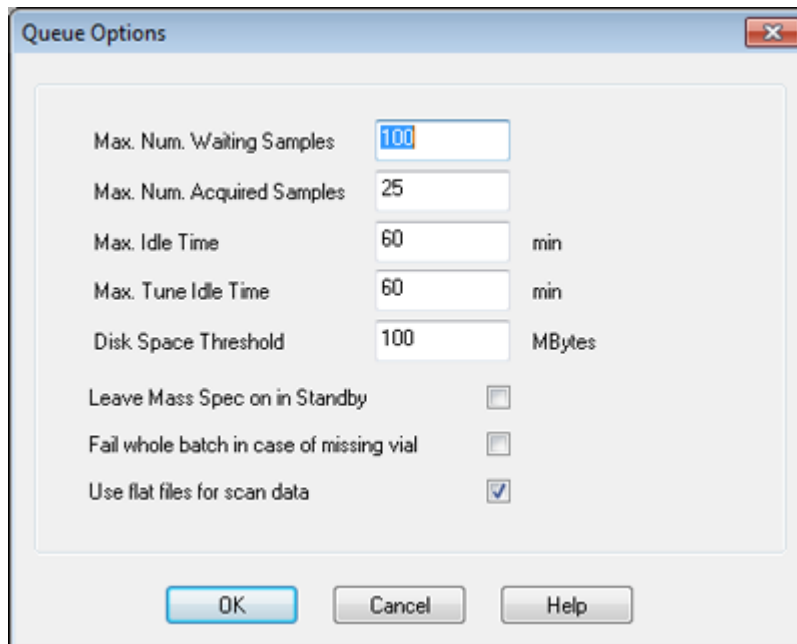 Queue Options
Max. Num. Waiting Samples 100
Max. Num. Acquired Samples 25
Max. Idle Time 60 min
Max. Tune Idle Time 60 min
Disk Space Threshold 100 MBytes
Leave Mass Spec on in Standby
Fail whole batch in case of missing vial
Use flat files for scan data
OK Cancel Help